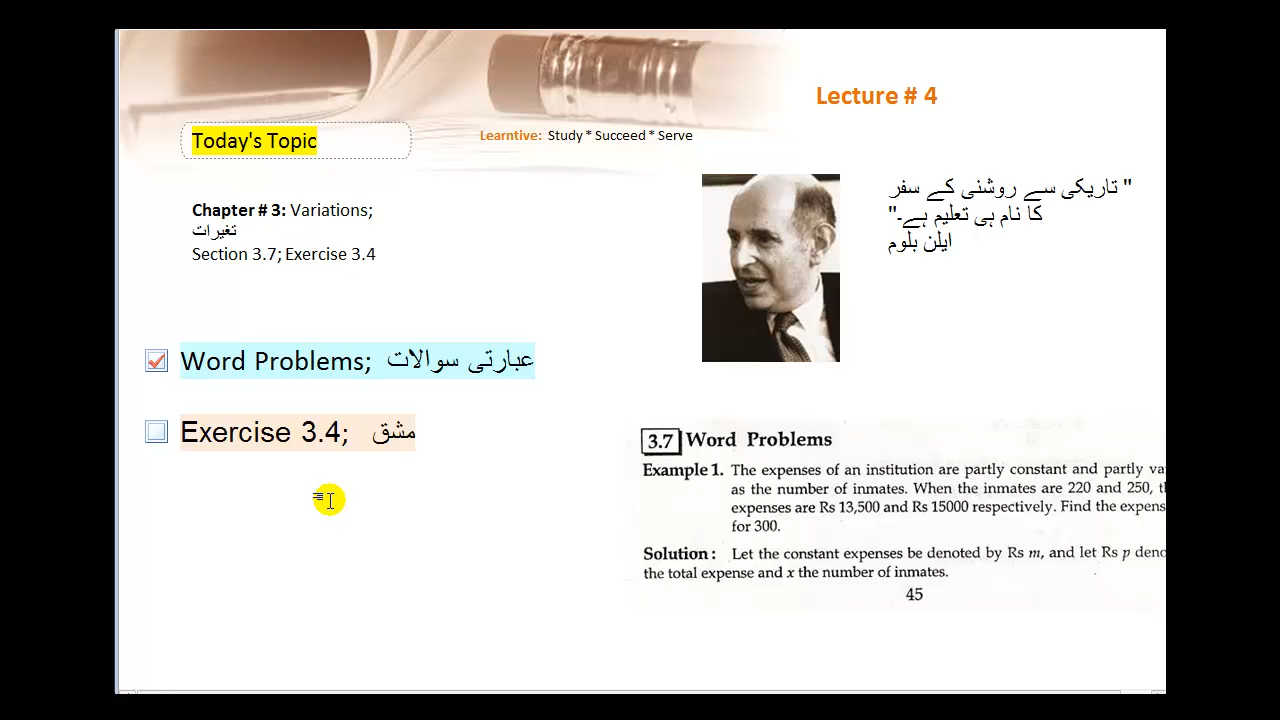 Lecture # 4
Today's Topic
Learntive: Study * Succeed * Serve
" تاریکی سے روشنی کے سفر
کا نام ہی تعلیم ہے۔"
ایلن بلوم
Chapter # 3: Variations;
تغیرات
Section 3.7; Exercise 3.4
Word Problems; عبارتی سوالات
Exercise 3.4; مشق
3.7 Word Problems
Example 1. The expenses of an institution are partly constant and partly va
as the number of inmates. When the inmates are 220 and 250, t
expenses are Rs 13,500 and Rs 15000 respectively. Find the expens
for 300.
Solution : Let the constant expenses be denoted by Rs m, and let Rs p deno
the total expense and x the number of inmates.
45